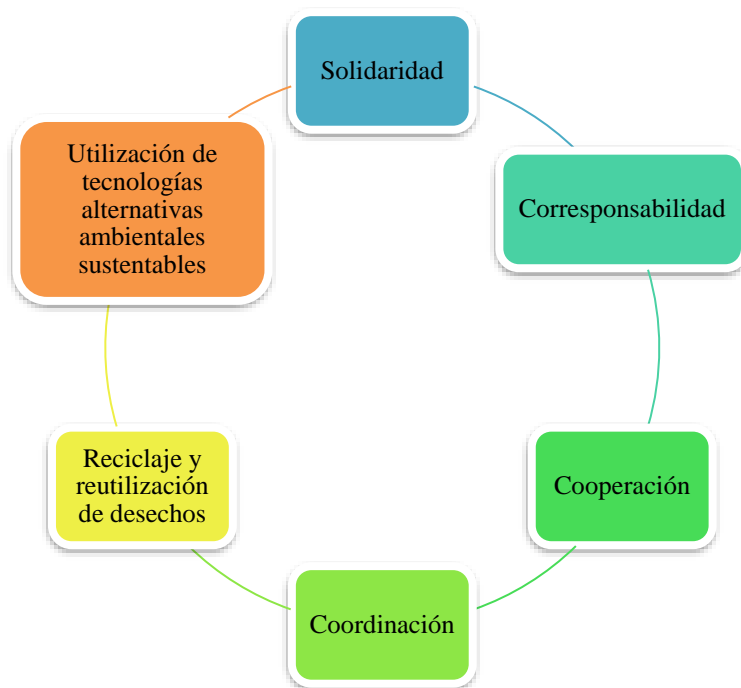 Solidaridad
Corresponsabilidad
Cooperación
Coordinación
Reciclaje y
reutilización
de desechos
Utilización de
tecnologías
alternativas
ambientales
sustentables